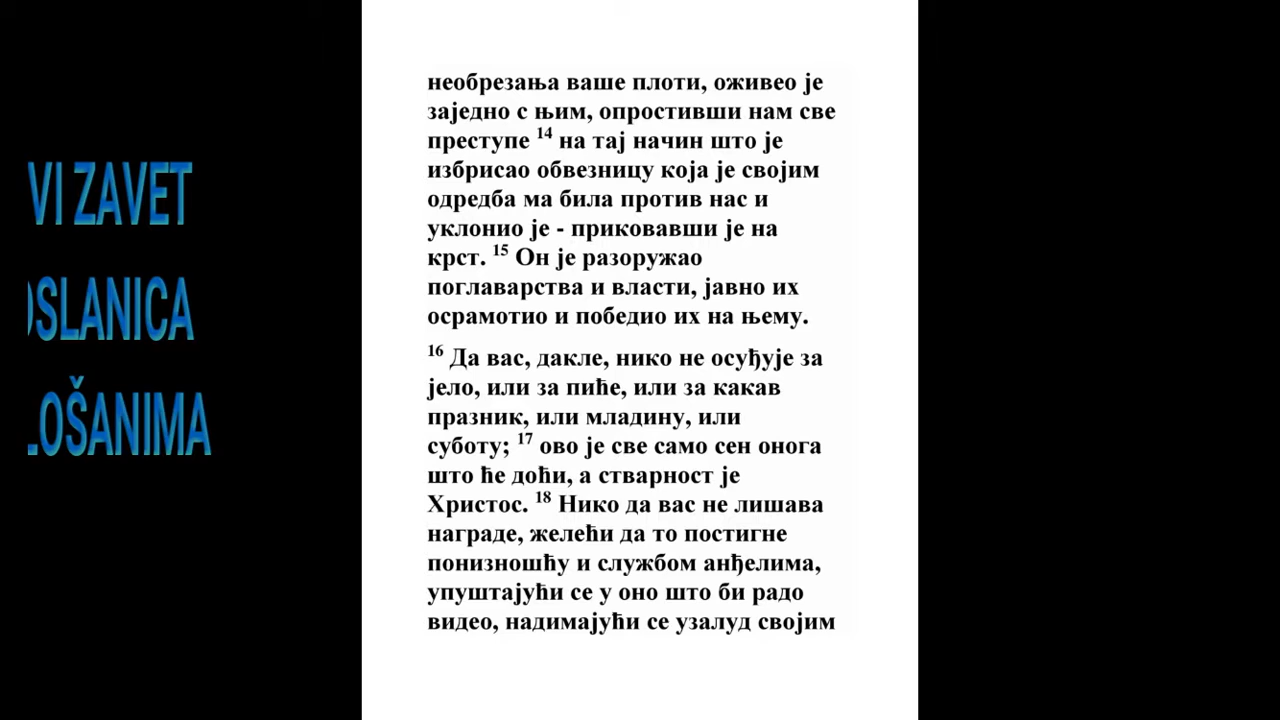 VI ZAVET
OSLANICA
LOŠANIMA
необрезања ваше плоти, оживео је
заједно с њим, опростивши нам све
преступе 14 на тај начин што је
избрисао обвезницу која је својим
одредба ма била против нас и
уклонио је - приковавши је на
крст. 15 Он је разоружао
поглаварства и власти, јавно их
осрамотио и победио их на њему.
16 Да вас, дакле, нико не осуђује за
јело, или за пиће, или за какав
празник, или младину, или
суботу; 17 ово је све само сен онога
што ће доћи, а стварност је
Христос. 18 Нико да вас не лишава
награде, желећи да то постигне
понизношћу и службом анђелима,
упуштајући се у оно што би радо
видео, надимајући се узалуд својим